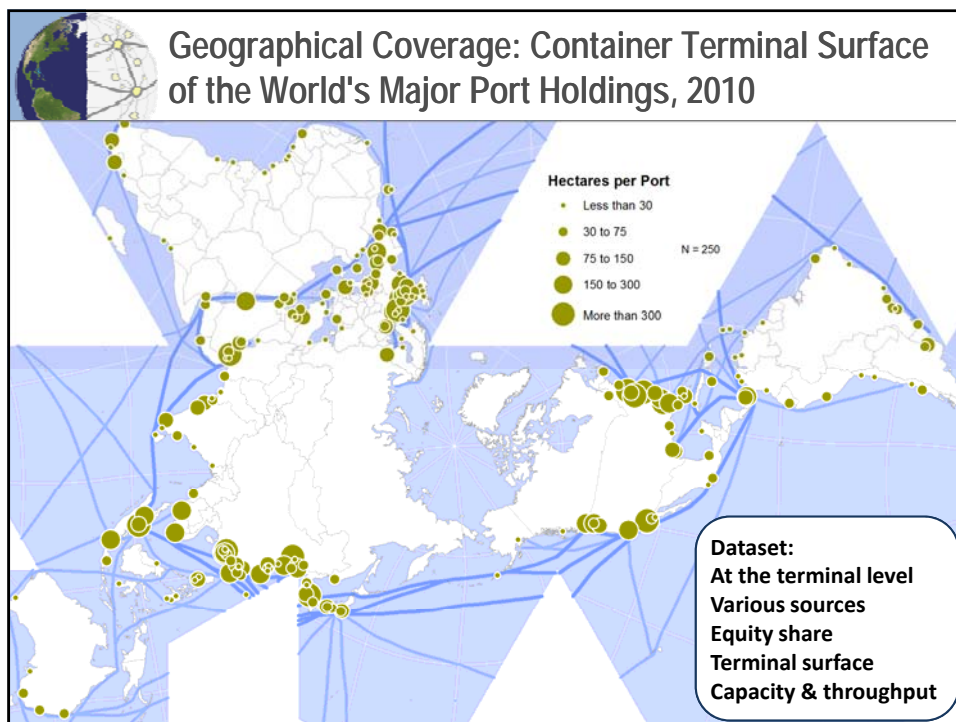 Geographical Coverage: Container Terminal Surface
of the World's Major Port Holdings, 2010
Hectares per Port
Less than 30
30 to 75
75 to 150
150 to 300
More than 300
N = 250
Dataset:
At the terminal level
Various sources
Equity share
Terminal surface
Capacity & throughput